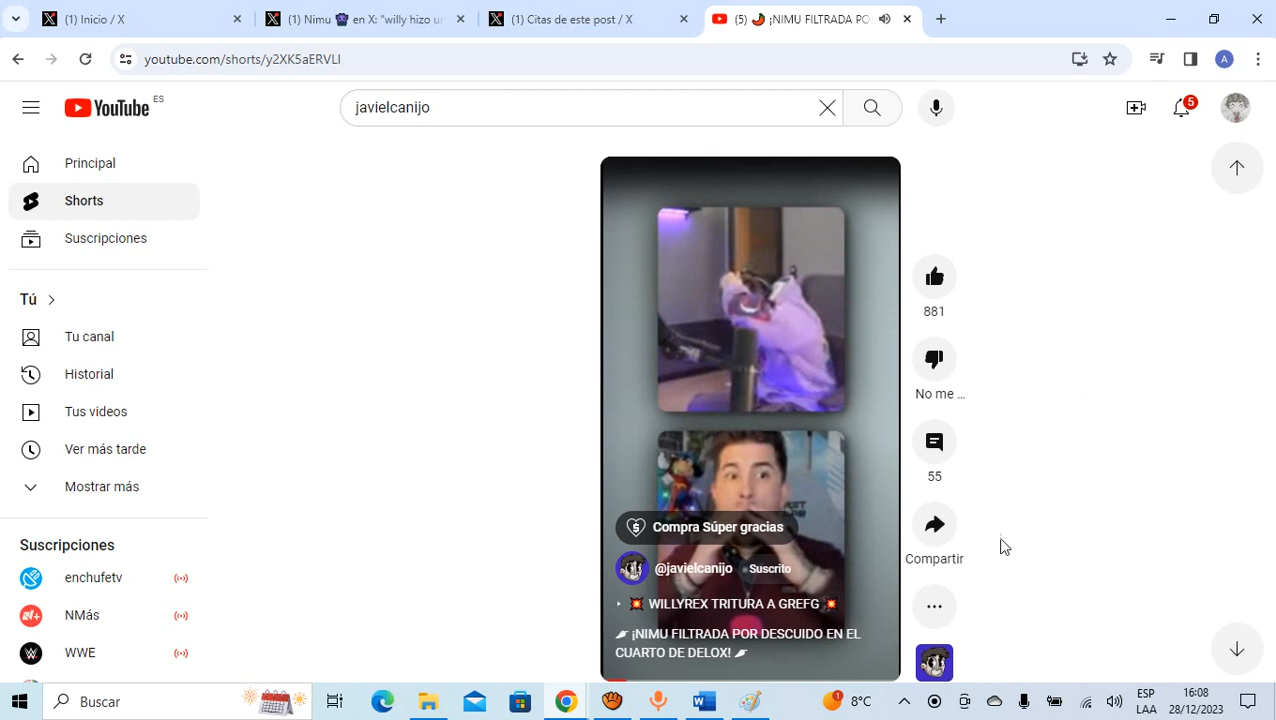 (1) Inicio / X
(1) Nimu 😈 en X: "willy hizo un
(1) Citas de este post / X
(5) 🌶 ¡NIMU FILTRADA PO
youtube.com/shorts/y2XK5aERVLI
A
YouTube ES
javielcanijo
5
Principal
Shorts
Suscripciones
Tú
Tu canal
Historial
Tus videos
Ver más tarde
Mostrar más
Suscripciones
enchufetv
NMás
WWE
881
No me ...
55
Compartir
Compra Súper gracias
@javielcanijo Suscrito
💥 WILLYREX TRITURA A GREFG 💥
¡NIMU FILTRADA POR DESCUIDO EN EL
CUARTO DE DELOX!
Buscar
1
8°C
ESP
LAA
16:08
28/12/2023